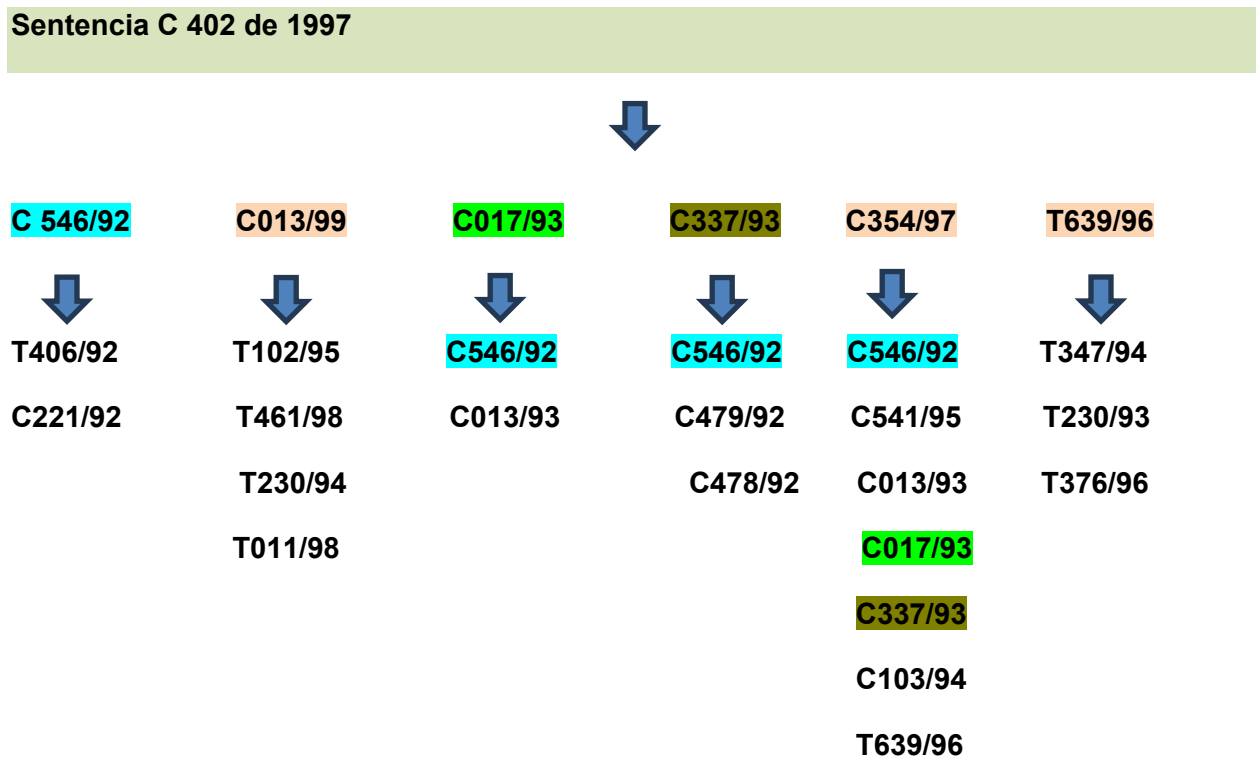 Sentencia C 402 de 1997
C 546/92 C013/99 C017/93 C337/93 C354/97 T639/96
T406/92 T102/95 C546/92 C546/92 C546/92 T347/94
C221/92 T461/98 C013/93 C479/92 C541/95 T230/93
T230/94 C478/92 C013/93 T376/96
T011/98 C017/93
C337/93
C103/94
T639/96